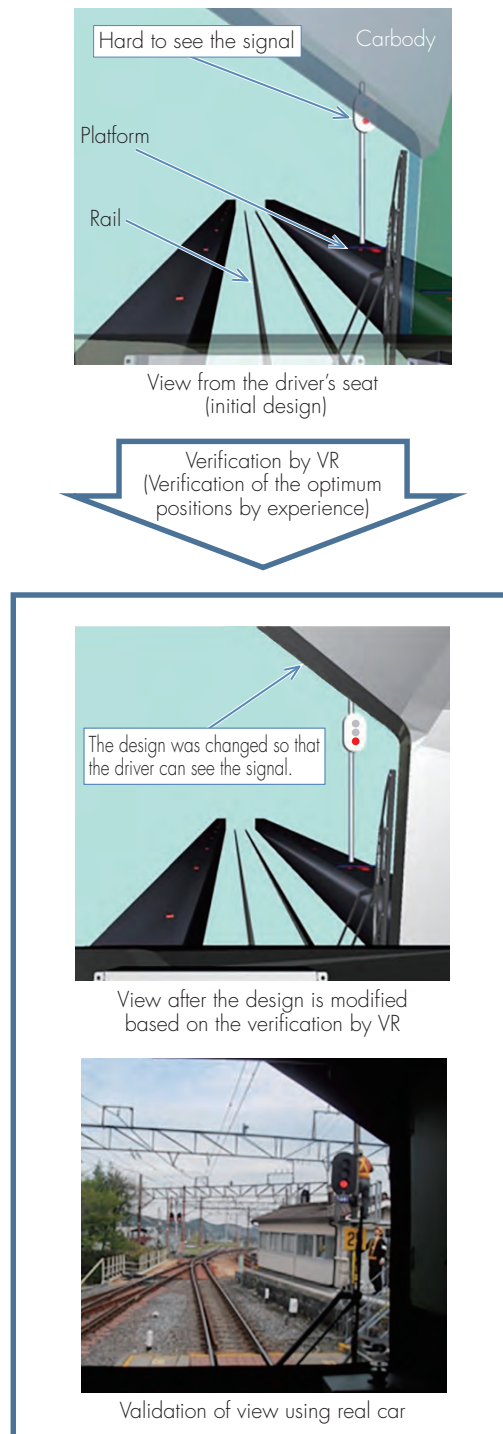 Hard to see the signal
Carbody
Platform
Rail
View from the driver's seat
(initial design)
Verification by VR
(Verification of the optimum
positions by experience)
The design was changed so that
the driver can see the signal.
View after the design is modified
based on the verification by VR
Validation of view using real car